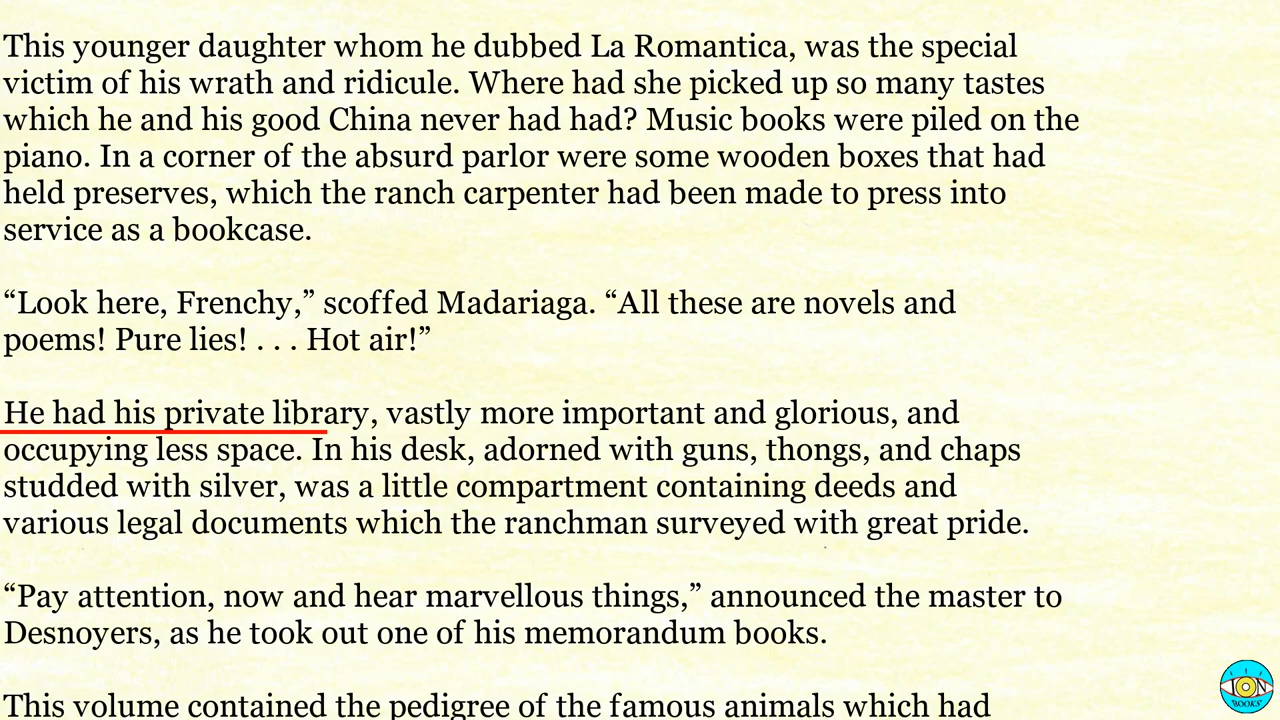 This younger daughter whom he dubbed La Romantica, was the special
victim of his wrath and ridicule. Where had she picked up so many tastes
which he and his good China never had had? Music books were piled on the
piano. In a corner of the absurd parlor were some wooden boxes that had
held preserves, which the ranch carpenter had been made to press into
service as a bookcase.
“Look here, Frenchy,” scoffed Madariaga. “All these are novels and
poems! Pure lies! . . . Hot air!”
He had his private library, vastly more important and glorious, and
occupying less space. In his desk, adorned with guns, thongs, and chaps
studded with silver, was a little compartment containing deeds and
various legal documents which the ranchman surveyed with great pride.
“Pay attention, now and hear marvellous things,” announced the master to
Desnoyers, as he took out one of his memorandum books.
This volume contained the pedigree of the famous animals which had
ION
BOOKS